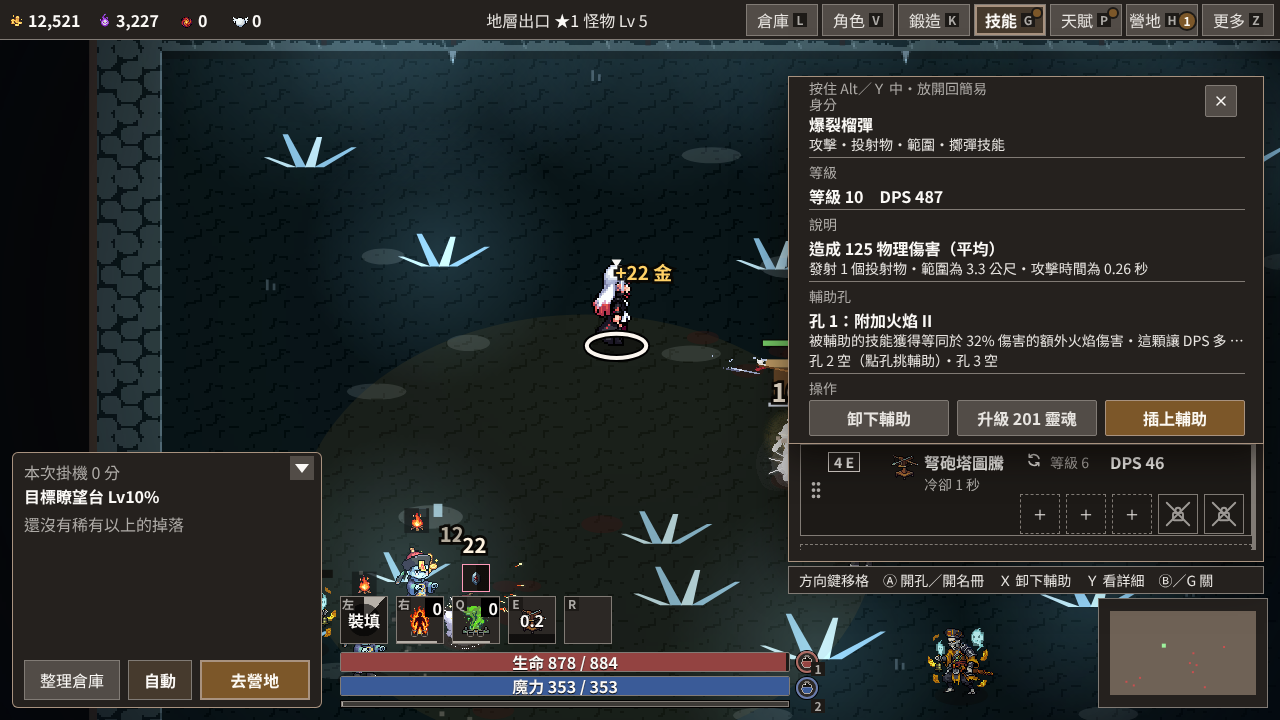 12,521 3,227 0 0
地層出口 ★1 怪物 Lv 5
倉庫 L 角色 V 鍛造 K 技能 G 天賦 P 營地 H 1 更多 Z
按住 Alt／Y 中・放開回簡易
身分
爆裂榴彈
攻擊・投射物・範圍・擲彈技能
等級
等級 10 DPS 487
說明
造成 125 物理傷害（平均）
發射 1 個投射物・範圍為 3.3 公尺・攻擊時間為 0.26 秒
輔助孔
孔 1：附加火焰 II
被輔助的技能獲得等同於 32% 傷害的額外火焰傷害・這顆讓 DPS 多 …
孔 2 空（點孔挑輔助）・孔 3 空
操作
卸下輔助 升級 201 靈魂 插上輔助
4 E 弩砲塔圖騰 等級 6 DPS 46
冷卻 1 秒
+ + +
方向鍵移格 Ⓐ 開孔／開名冊 X 卸下輔助 Y 看詳細 Ⓑ／G 關
+22 金
本次掛機 0 分
目標瞭望台 Lv10%
還沒有稀有以上的掉落
整理倉庫 自動 去營地
12 22
左 裝填 右 0 Q 0 E 0.2 R
生命 878 / 884
魔力 353 / 353
1
2